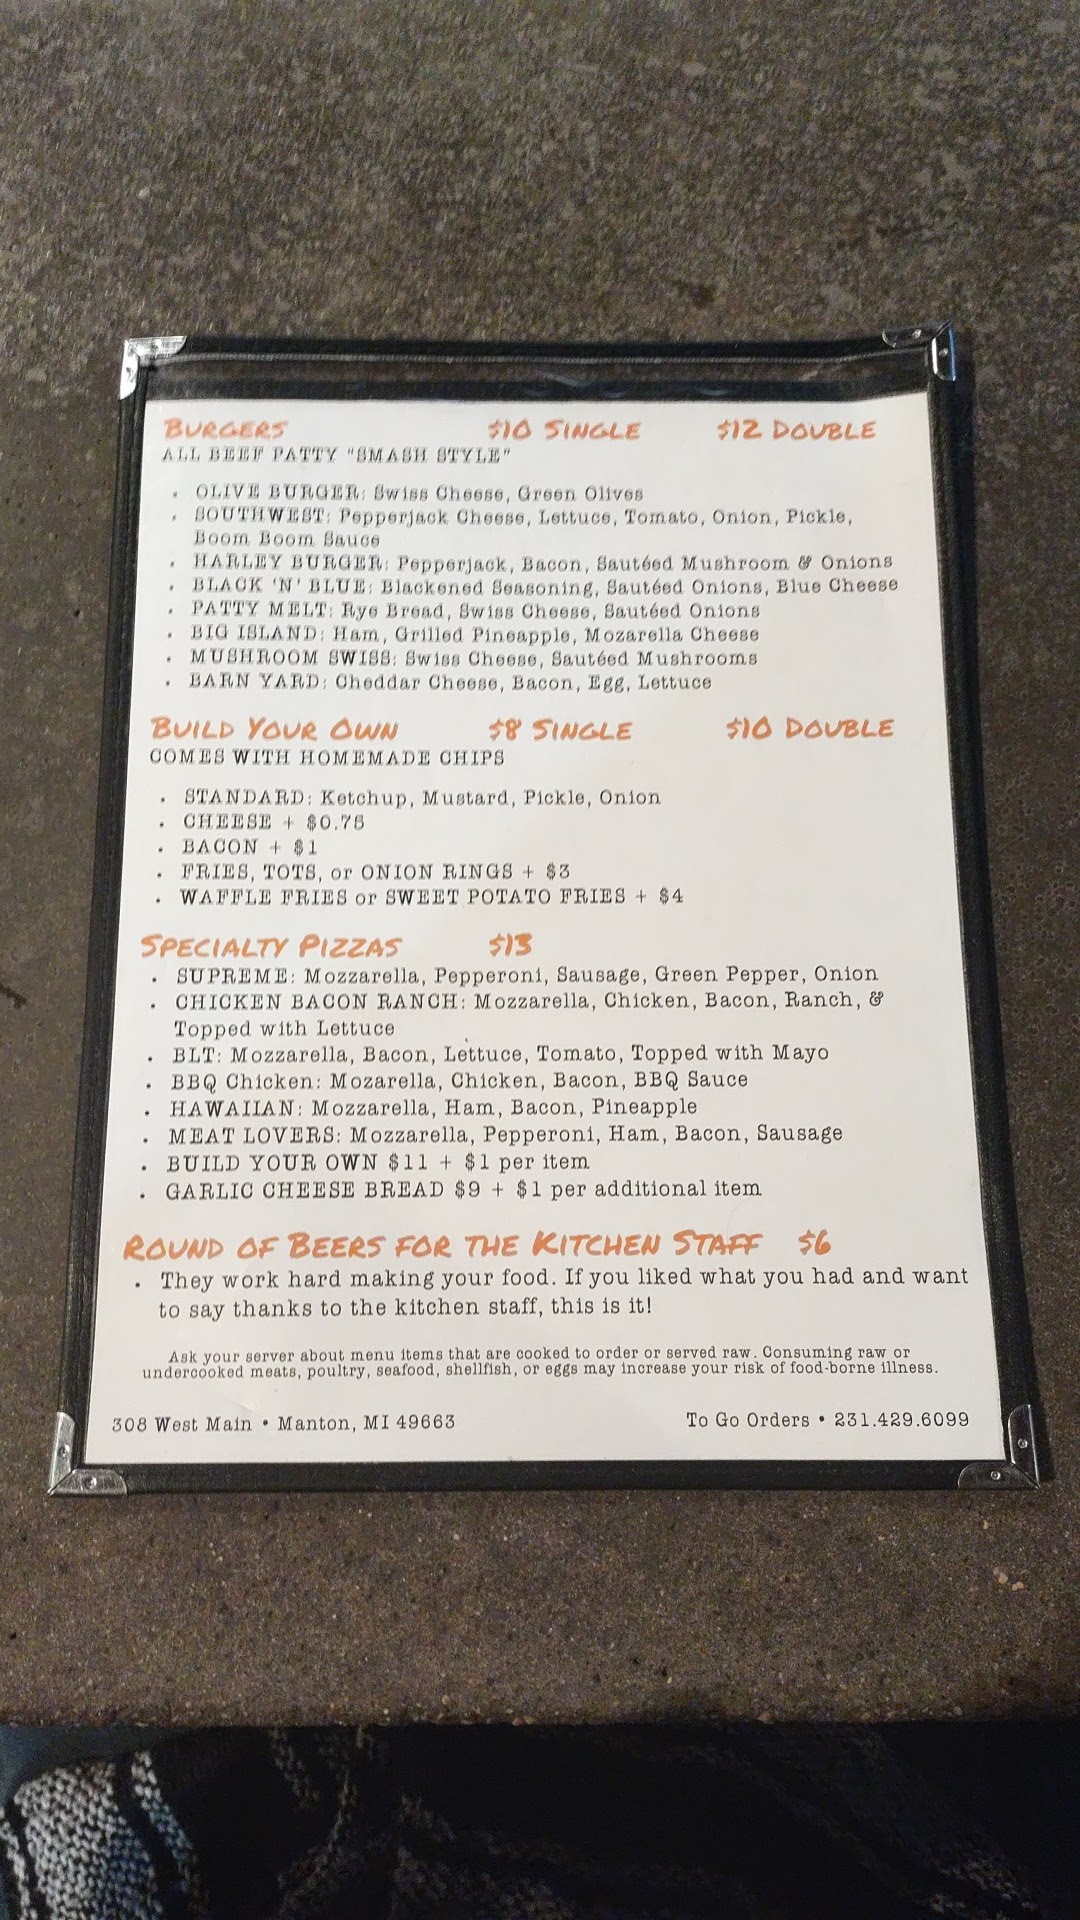 BURGERS $10 SINGLE $12 DOUBLE
ALL BEEF PATTY "SMASH STYLE"
• OLIVE BURGER: Swiss Cheese, Green Olives
• SOUTHWEST: Pepperjack Cheese, Lettuce, Tomato, Onion, Pickle,
Boom Boom Sauce
• HARLEY BURGER: Pepperjack, Bacon, Sautéed Mushroom & Onions
• BLACK 'N' BLUE: Blackened Seasoning, Sautéed Onions, Blue Cheese
• PATTY MELT: Rye Bread, Swiss Cheese, Sautéed Onions
• BIG ISLAND: Ham, Grilled Pineapple, Mozarella Cheese
• MUSHROOM SWISS: Swiss Cheese, Sautéed Mushrooms
• BARN YARD: Cheddar Cheese, Bacon, Egg, Lettuce
BUILD YOUR OWN $8 SINGLE $10 DOUBLE
COMES WITH HOMEMADE CHIPS
• STANDARD: Ketchup, Mustard, Pickle, Onion
• CHEESE + $0.75
• BACON + $1
• FRIES, TOTS, or ONION RINGS + $3
• WAFFLE FRIES or SWEET POTATO FRIES + $4
SPECIALTY PIZZAS $13
• SUPREME: Mozzarella, Pepperoni, Sausage, Green Pepper, Onion
• CHICKEN BACON RANCH: Mozzarella, Chicken, Bacon, Ranch, &
Topped with Lettuce
• BLT: Mozzarella, Bacon, Lettuce, Tomato, Topped with Mayo
• BBQ Chicken: Mozarella, Chicken, Bacon, BBQ Sauce
• HAWAIIAN: Mozzarella, Ham, Bacon, Pineapple
• MEAT LOVERS: Mozzarella, Pepperoni, Ham, Bacon, Sausage
• BUILD YOUR OWN $11 + $1 per item
• GARLIC CHEESE BREAD $9 + $1 per additional item
ROUND OF BEERS FOR THE KITCHEN STAFF $6
• They work hard making your food. If you liked what you had and want
to say thanks to the kitchen staff, this is it!
Ask your server about menu items that are cooked to order or served raw. Consuming raw or
undercooked meats, poultry, seafood, shellfish, or eggs may increase your risk of food-borne illness.
308 West Main • Manton, MI 49663 To Go Orders • 231.429.6099